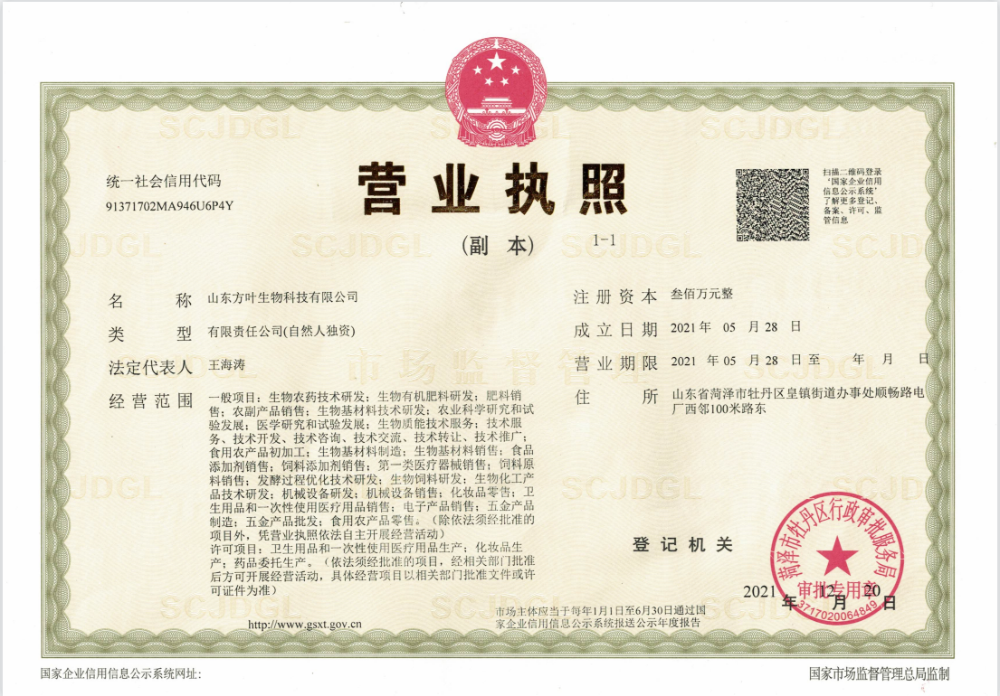 营业执照
(副 本)
1-1
统一社会信用代码
91371702MA946U6P4Y
扫描二维码登录
‘国家企业信用
信息公示系统’
了解更多登记、
备案、许可、监
管信息
名 称 山东方叶生物科技有限公司
类 型 有限责任公司(自然人独资)
法定代表人 王海涛
经营范围 一般项目：生物农药技术研发；生物有机肥料研发；肥料销
售；农副产品销售；生物基材料技术研发；农业科学研究和试
验发展；医学研究和试验发展；生物质能技术服务；技术服
务、技术开发、技术咨询、技术交流、技术转让、技术推广；
食用农产品初加工；生物基材料制造；生物基材料销售；食品
添加剂销售；饲料添加剂销售；第一类医疗器械销售；饲料原
料销售；发酵过程优化技术研发；生物饲料研发；生物化工产
品技术研发；机械设备研发；机械设备销售；化妆品零售；卫
生用品和一次性使用医疗用品销售；电子产品销售；五金产品
制造；五金产品批发；食用农产品零售。（除依法须经批准的
项目外，凭营业执照依法自主开展经营活动）
许可项目：卫生用品和一次性使用医疗用品生产；化妆品生
产；药品委托生产。（依法须经批准的项目，经相关部门批准
后方可开展经营活动，具体经营项目以相关部门批准文件或许
可证件为准）
注册资本 叁佰万元整
成立日期 2021 年 05 月 28 日
营业期限 2021 年 05 月 28 日 至 年 月 日
住 所 山东省菏泽市牡丹区皇镇街道办事处顺畅路电
厂西邻100米路东
登记机关
菏泽市牡丹区行政审批服务局
审批专用章
3717020064849
2021 年 12 月 20 日
http://www.gsxt.gov.cn
市场主体应当于每年1月1日至6月30日通过国
家企业信用信息公示系统报送公示年度报告
国家企业信用信息公示系统网址：
国家市场监督管理总局监制
SCJDGL
市场监督管理